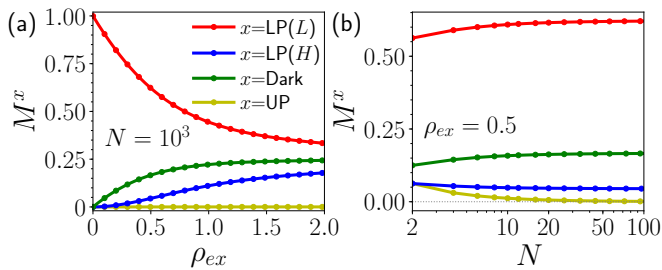 (a)
1.00
0.75
0.50
0.25
0
M^x
x=LP(L)
x=LP(H)
x=Dark
x=UP
N = 10^3
0 0.5 1.0 1.5 2.0
ρ_ex
(b)
0.50
0.25
0.00
M^x
ρ_ex = 0.5
2 10 20 50 100
N